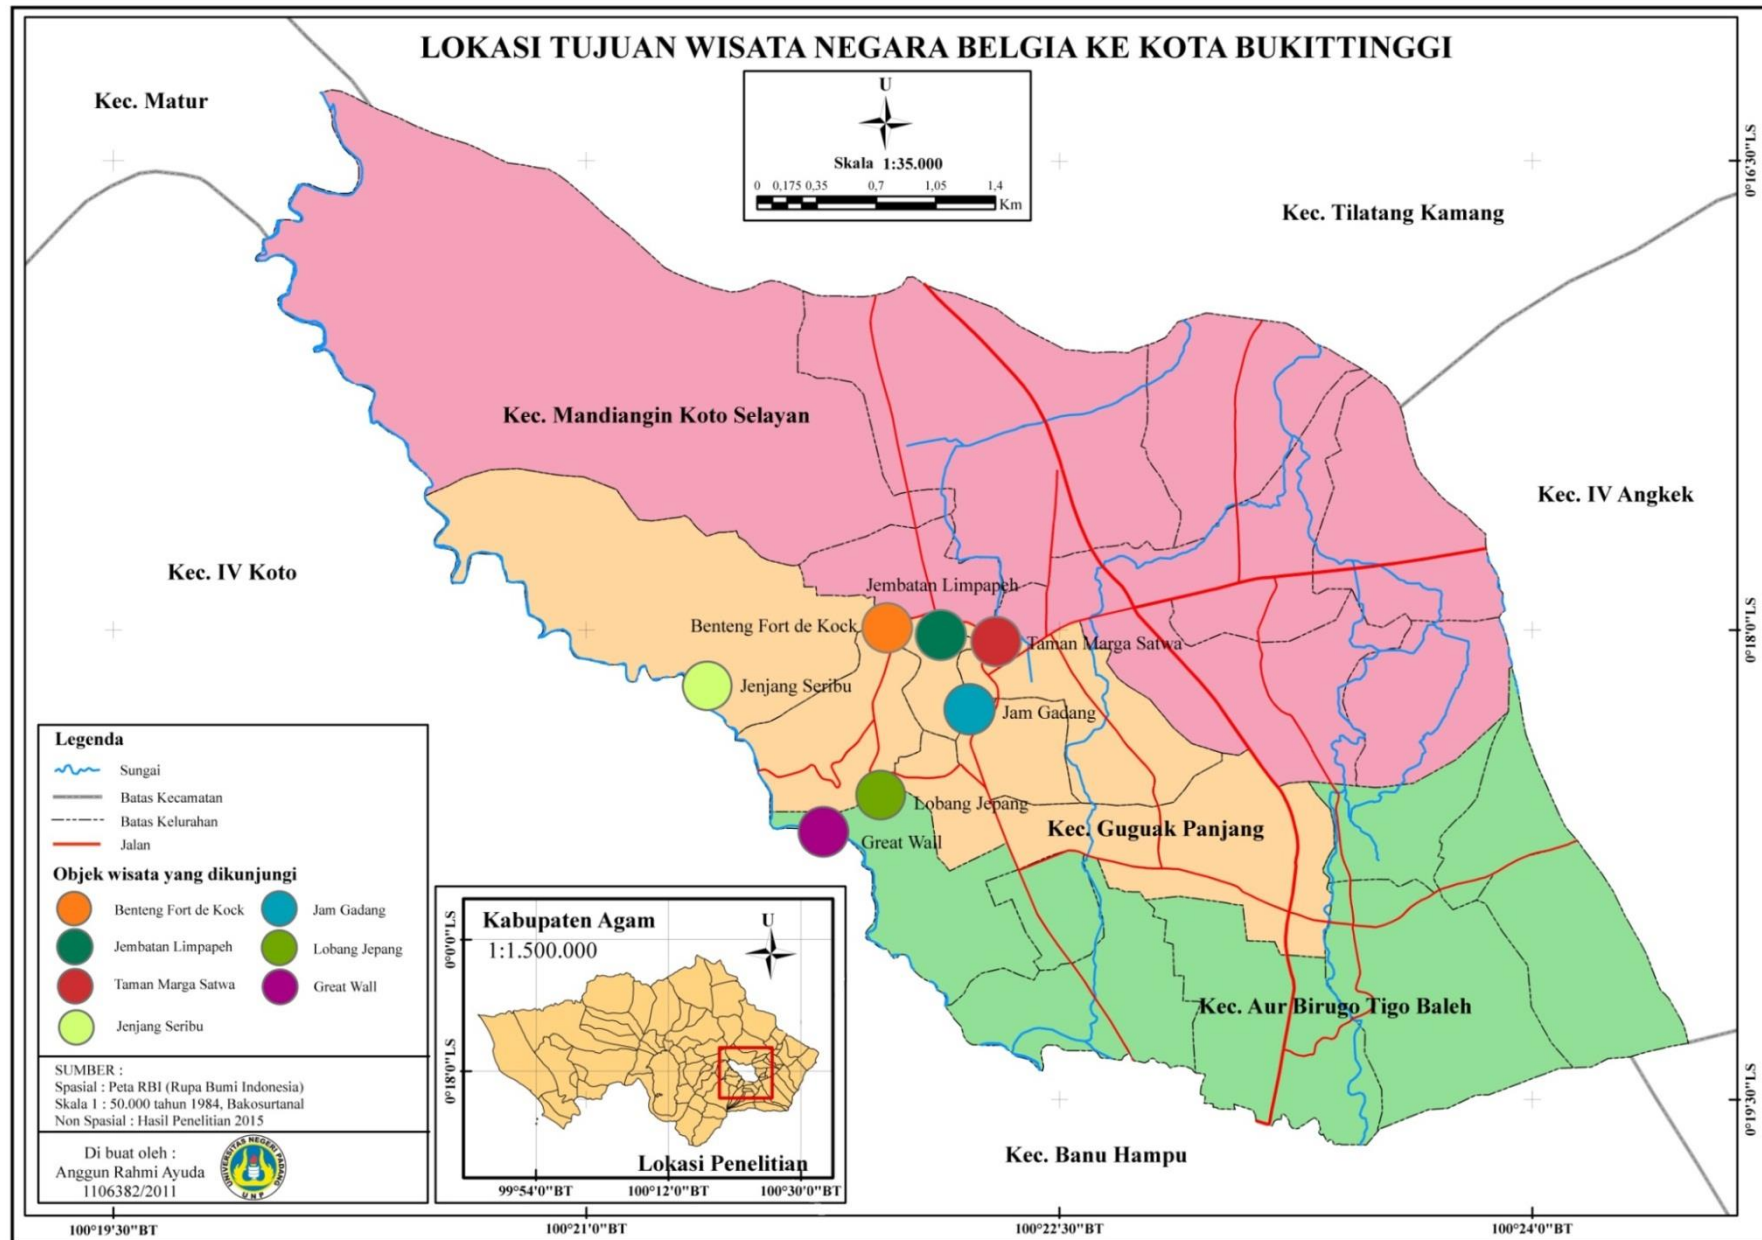 LOKASI TUJUAN WISATA NEGARA BELGIA KE KOTA BUKITTINGGI
U
Skala 1:35.000
0 0,175 0,35 0,7 1,05 1,4
Km
Kec. Matur
Kec. Tilatang Kamang
0°16'30"LS
Kec. Mandiangin Koto Selayan
Kec. IV Angkek
Kec. IV Koto
Jembatan Limpapeh
Benteng Fort de Kock
Taman Marga Satwa
0°18'0"LS
Jenjang Seribu
Jam Gadang
Lobang Jepang
Kec. Guguak Panjang
Great Wall
Kec. Aur Birugo Tigo Baleh
0°19'30"LS
Kec. Banu Hampu
Legenda
Sungai
Batas Kecamatan
Batas Kelurahan
Jalan
Objek wisata yang dikunjungi
Benteng Fort de Kock
Jam Gadang
Jembatan Limpapeh
Lobang Jepang
Taman Marga Satwa
Great Wall
Jenjang Seribu
SUMBER :
Spasial : Peta RBI (Rupa Bumi Indonesia)
Skala 1 : 50.000 tahun 1984, Bakosurtanal
Non Spasial : Hasil Penelitian 2015
Di buat oleh :
Anggun Rahmi Ayuda
1106382/2011
UNIVERSITAS NEGERI PADANG
UNP
Kabupaten Agam
1:1.500.000
U
0°0'0"LS
0°18'0"LS
Lokasi Penelitian
99°54'0"BT 100°12'0"BT 100°30'0"BT
100°19'30"BT 100°21'0"BT 100°22'30"BT 100°24'0"BT